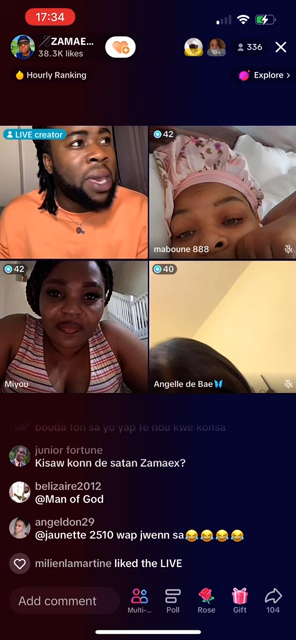 17:34
ZAMAE...
38.3K likes
336
Hourly Ranking
Explore >
LIVE creator
42
maboune 888
42
Miyou
40
Angelle de Bae🦋
bouda fon sa yo yap fe nou kwe konsa
junior fortune
Kisaw konn de satan Zamaex?
belizaire2012
@Man of God
angeldon29
@jaunette 2510 wap jwenn sa😂😂😂😂
milienlamartine liked the LIVE
Add comment
Multi-...
Poll
Rose
Gift
104